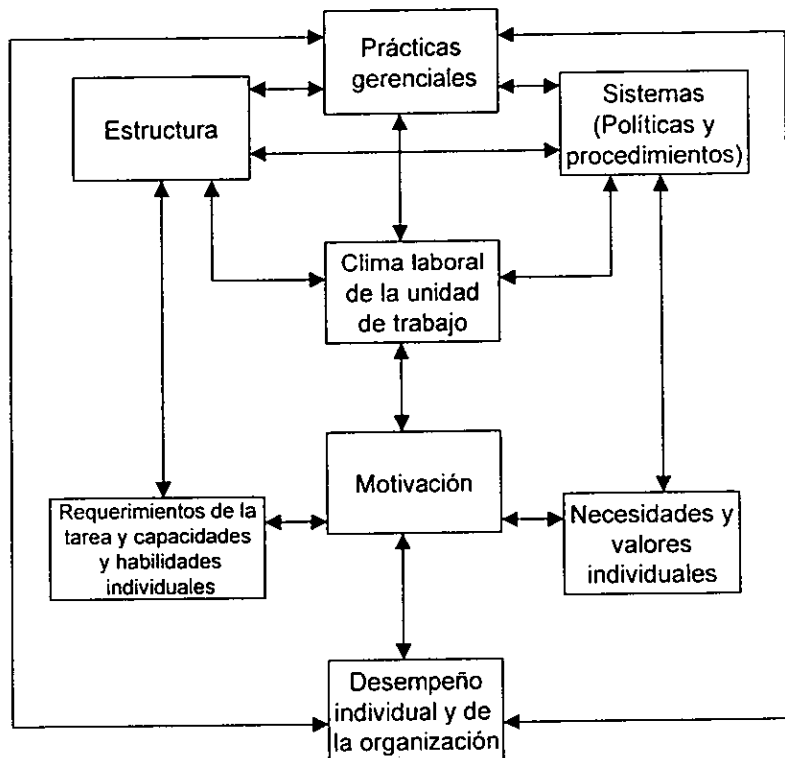 Prácticas
gerenciales
Estructura
Sistemas
(Políticas y
procedimientos)
Clima laboral
de la unidad
de trabajo
Motivación
Requerimientos de la
tarea y capacidades
y habilidades
individuales
Necesidades y
valores
individuales
Desempeño
individual y de
la organización